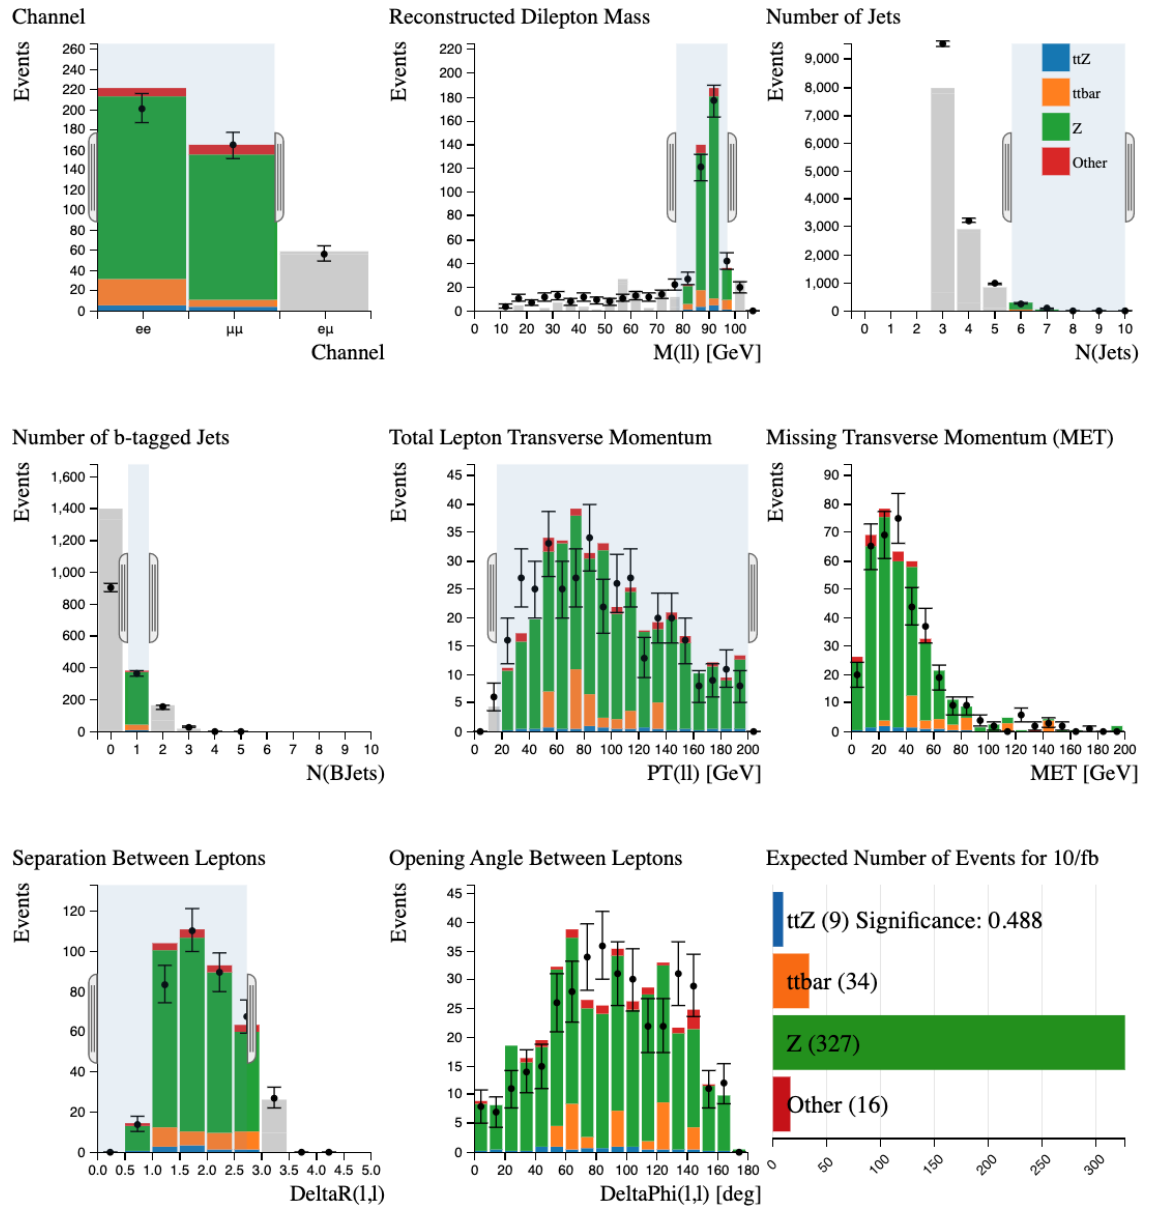 Channel
Events
260
240
220
200
180
160
140
120
100
80
60
40
20
0
ee μμ eμ
Channel
Reconstructed Dilepton Mass
Events
220
200
180
160
140
120
100
80
60
40
20
0
0 10 20 30 40 50 60 70 80 90 100
M(ll) [GeV]
Number of Jets
Events
9,000
8,000
7,000
6,000
5,000
4,000
3,000
2,000
1,000
0
0 1 2 3 4 5 6 7 8 9 10
N(Jets)
ttZ
ttbar
Z
Other
Number of b-tagged Jets
Events
1,600
1,400
1,200
1,000
800
600
400
200
0
0 1 2 3 4 5 6 7 8 9 10
N(BJets)
Total Lepton Transverse Momentum
Events
45
40
35
30
25
20
15
10
5
0
0 20 40 60 80 100 120 140 160 180 200
PT(ll) [GeV]
Missing Transverse Momentum (MET)
Events
90
80
70
60
50
40
30
20
10
0
0 20 40 60 80 100 120 140 160 180 200
MET [GeV]
Separation Between Leptons
Events
120
100
80
60
40
20
0
0.0 0.5 1.0 1.5 2.0 2.5 3.0 3.5 4.0 4.5 5.0
DeltaR(l,l)
Opening Angle Between Leptons
Events
45
40
35
30
25
20
15
10
5
0
0 20 40 60 80 100 120 140 160 180
DeltaPhi(l,l) [deg]
Expected Number of Events for 10/fb
ttZ (9) Significance: 0.488
ttbar (34)
Z (327)
Other (16)
0 50 100 150 200 250 300